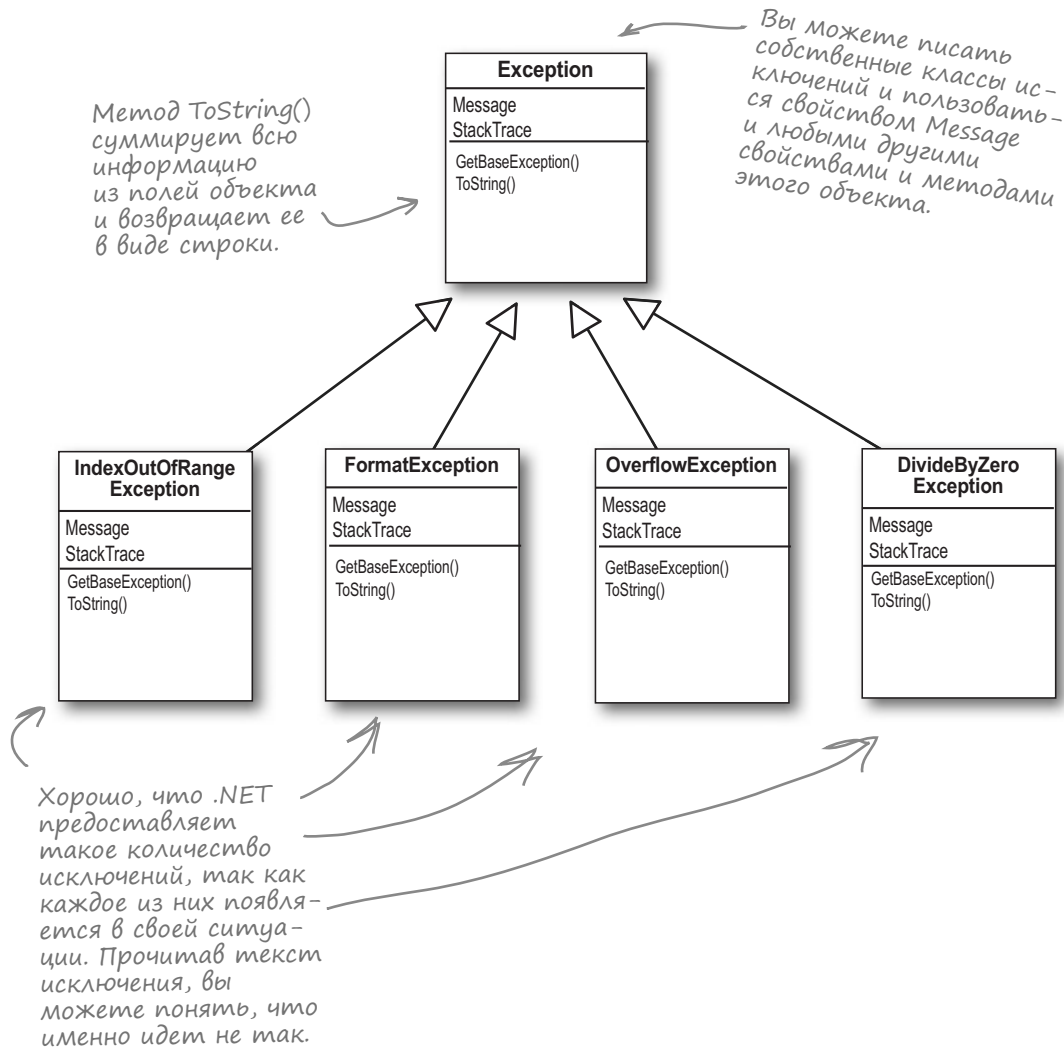 Вы можете писать
собственные классы ис-
ключений и пользовать-
ся свойством Message
и любыми другими
свойствами и методами
этого объекта.
Метод ToString()
суммирует всю
информацию
из полей объекта
и возвращает ее
в виде строки.
Exception
Message
StackTrace
GetBaseException()
ToString()
IndexOutOfRange
Exception
Message
StackTrace
GetBaseException()
ToString()
FormatException
Message
StackTrace
GetBaseException()
ToString()
OverflowException
Message
StackTrace
GetBaseException()
ToString()
DivideByZero
Exception
Message
StackTrace
GetBaseException()
ToString()
Хорошо, что .NET
предоставляет
такое количество
исключений, так как
каждое из них появля-
ется в своей ситуа-
ции. Прочитав текст
исключения, вы
можете понять, что
именно идет не так.